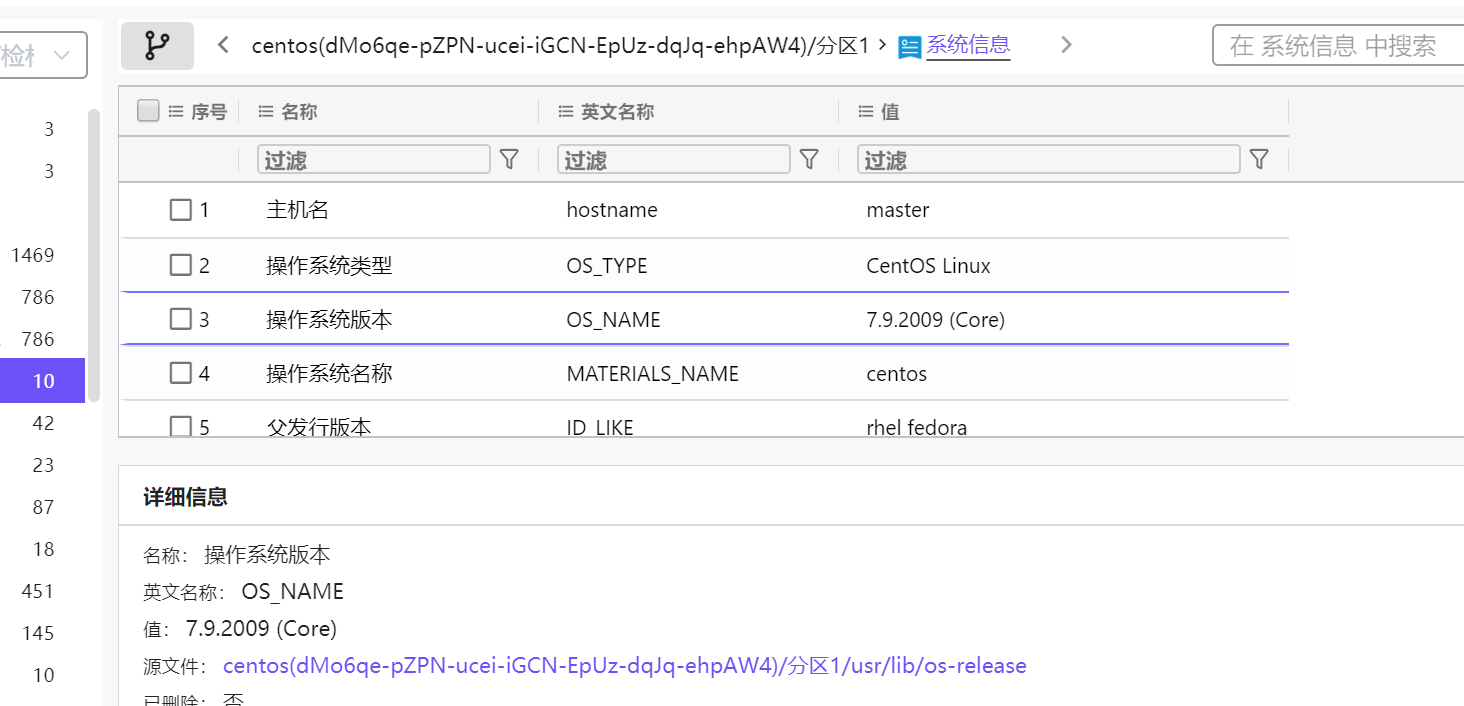 centos(dMo6qe-pZPN-ucei-iGCN-EpUz-dqJq-ehpAW4)/分区1 > 系统信息
在 系统信息 中搜索
序号 名称 英文名称 值
过滤 过滤 过滤
1 主机名 hostname master
2 操作系统类型 OS_TYPE CentOS Linux
3 操作系统版本 OS_NAME 7.9.2009 (Core)
4 操作系统名称 MATERIALS_NAME centos
5 父发行版本 ID_LIKE rhel fedora
3
3
1469
786
786
10
42
23
87
18
451
145
10
详细信息
名称： 操作系统版本
英文名称： OS_NAME
值： 7.9.2009 (Core)
源文件： centos(dMo6qe-pZPN-ucei-iGCN-EpUz-dqJq-ehpAW4)/分区1/usr/lib/os-release
已删除： 否